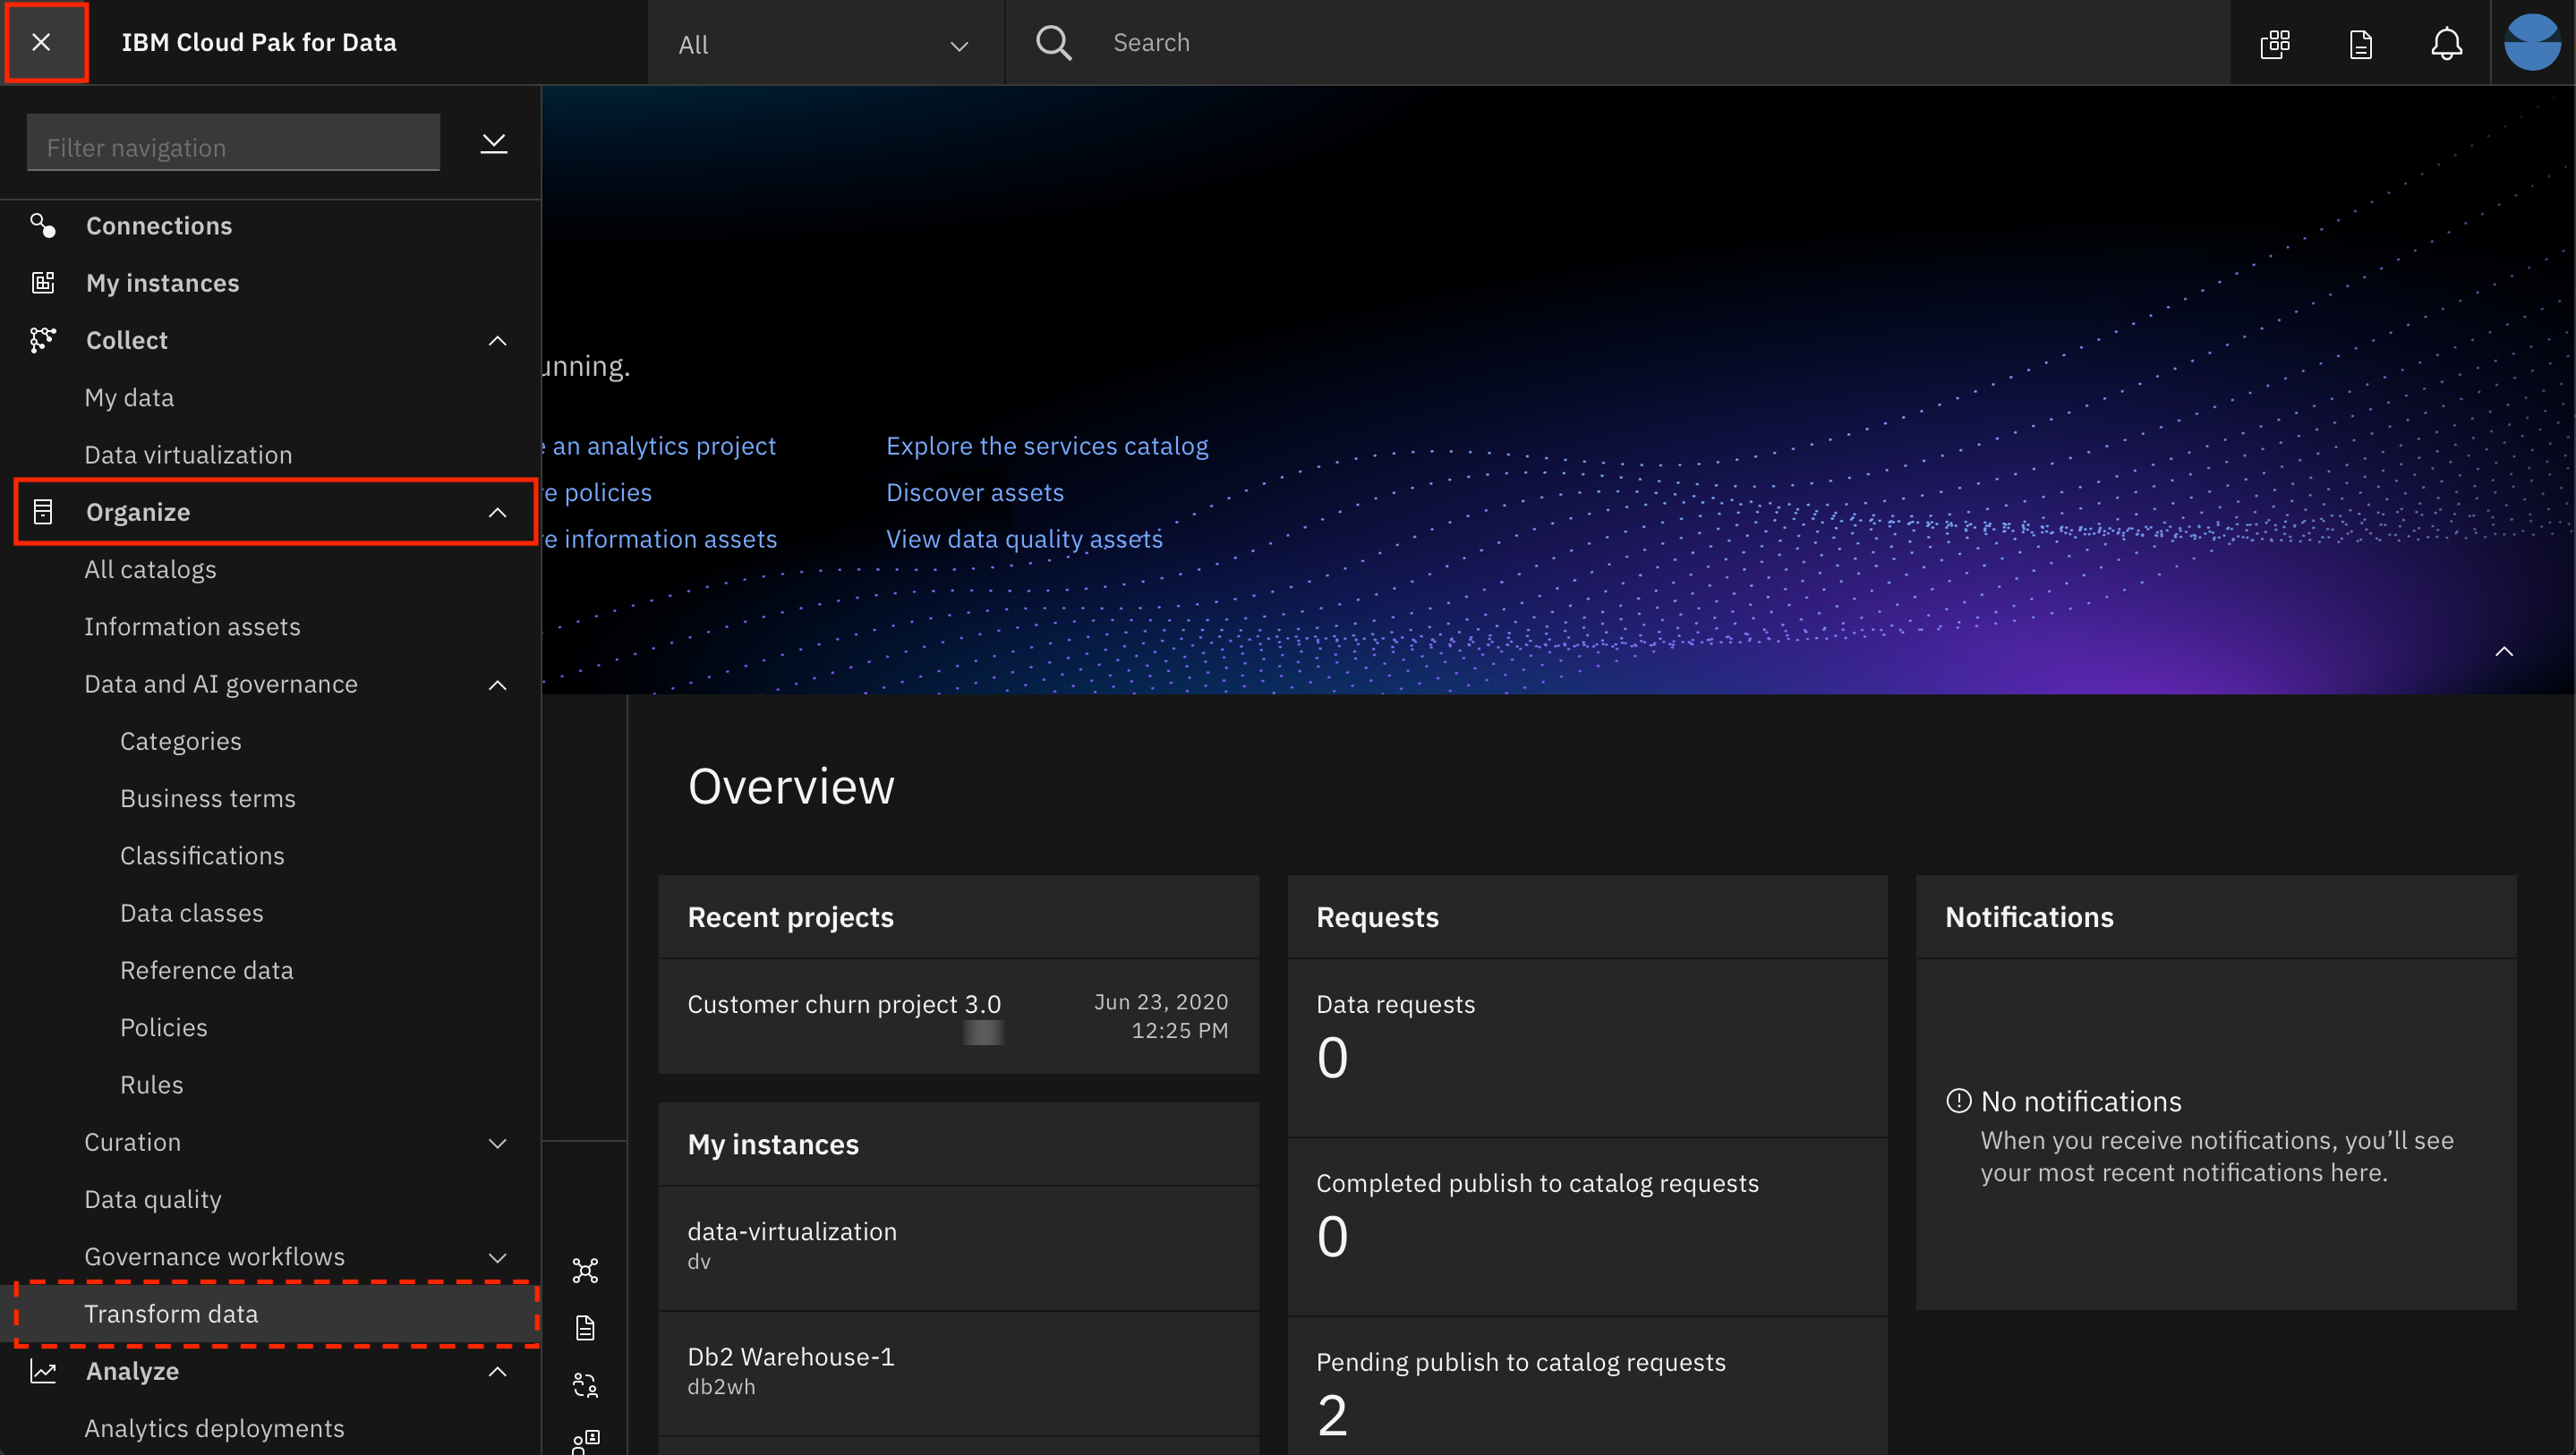 IBM Cloud Pak for Data
All
Search
Filter navigation
Connections
My instances
Collect
My data
Data virtualization
Organize
All catalogs
Information assets
Data and AI governance
Categories
Business terms
Classifications
Data classes
Reference data
Policies
Rules
Curation
Data quality
Governance workflows
Transform data
Analyze
Analytics deployments
unning.
an analytics project
Explore the services catalog
re policies
Discover assets
re information assets
View data quality assets
Overview
Recent projects
Customer churn project 3.0
Jun 23, 2020
12:25 PM
My instances
data-virtualization
dv
Db2 Warehouse-1
db2wh
Requests
Data requests
0
Completed publish to catalog requests
0
Pending publish to catalog requests
2
Notifications
No notifications
When you receive notifications, you’ll see
your most recent notifications here.